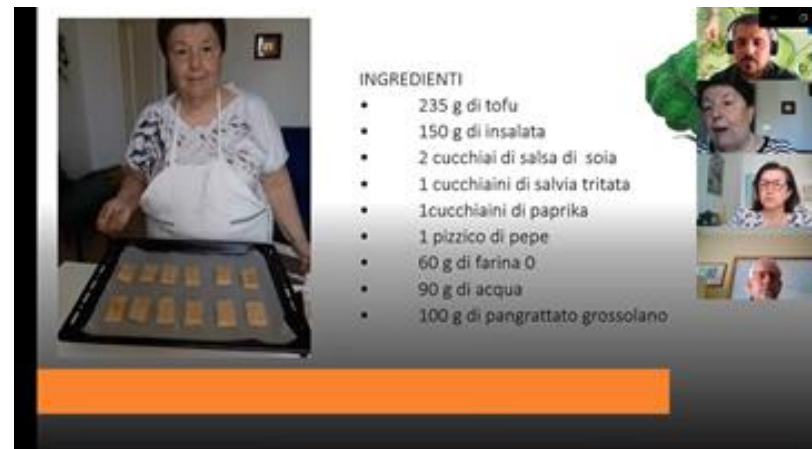 INGREDIENTI
• 235 g di tofu
• 150 g di insalata
• 2 cucchiai di salsa di soia
• 1 cucchiaini di salvia tritata
• 1cucchiaini di paprika
• 1 pizzico di pepe
• 60 g di farina 0
• 90 g di acqua
• 100 g di pangrattato grossolano